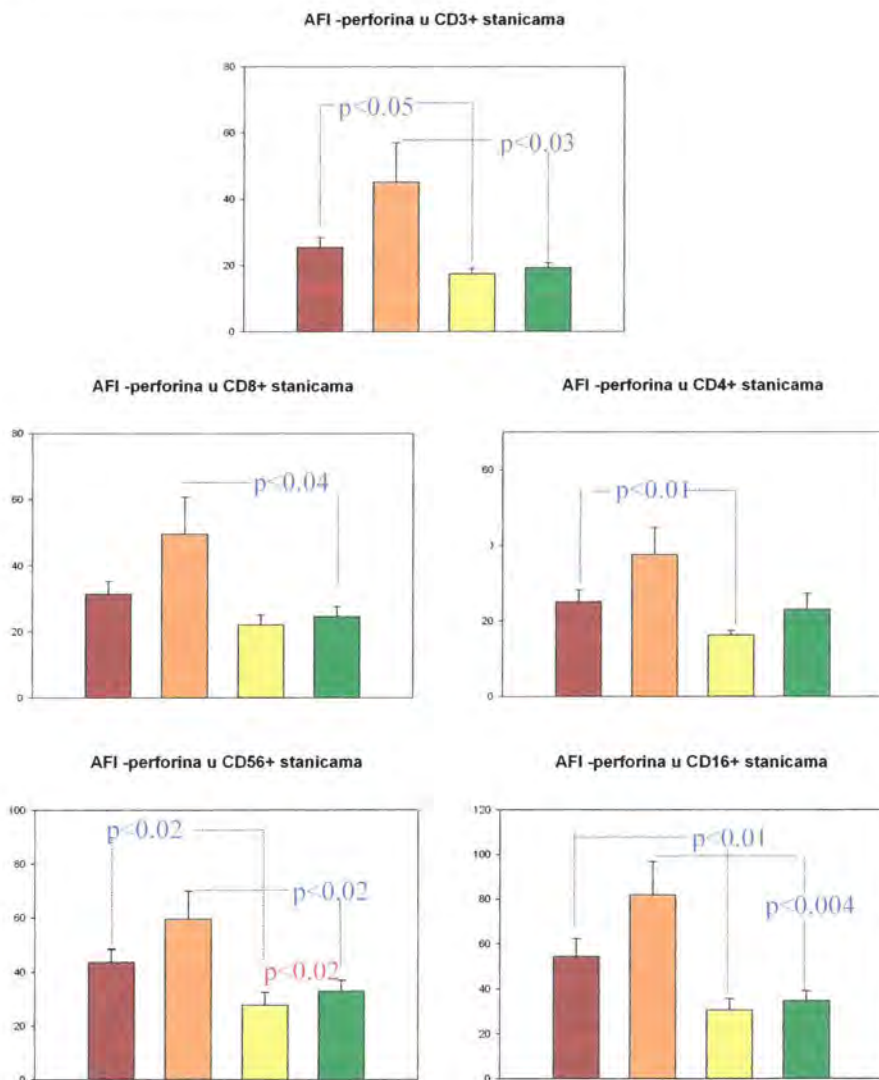 AFI -perforina u CD3+ stanicama
80
p<0.05
60
p<0.03
40
20
0
AFI -perforina u CD8+ stanicama
AFI -perforina u CD4+ stanicama
80
60
p<0.04
60
p<0.01
40
20
20
0
0
AFI -perforina u CD56+ stanicama
AFI -perforina u CD16+ stanicama
100
120
p<0.02
p<0.01
80
100
p<0.02
p<0.004
60
80
40
60
p<0.02
40
20
20
0
0